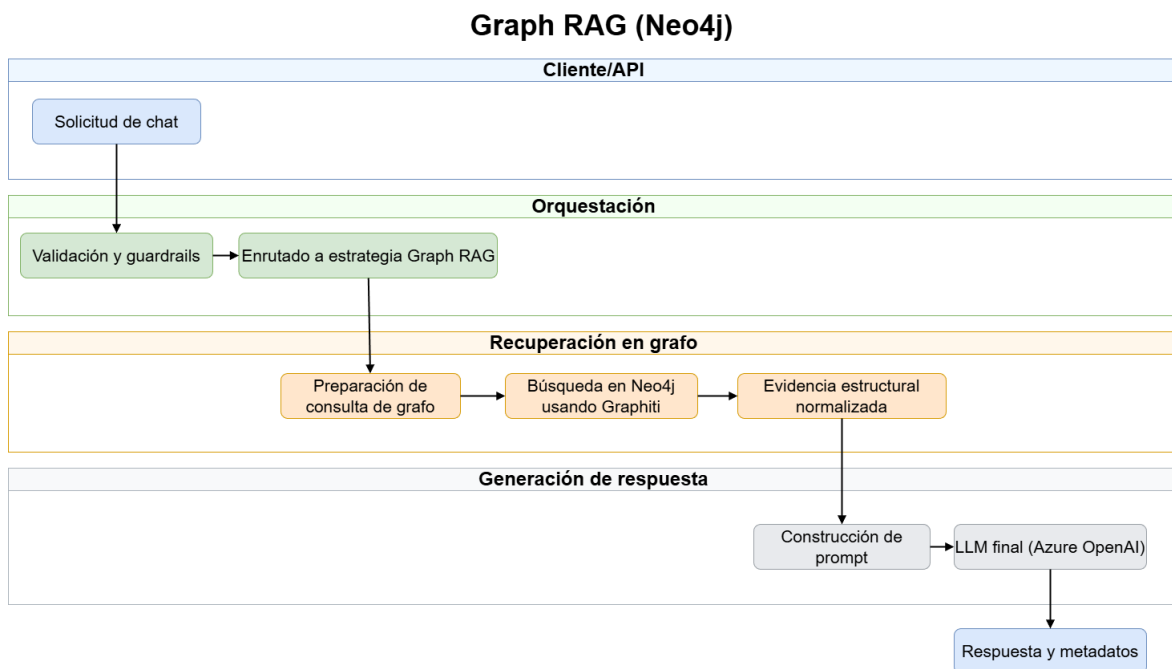 Graph RAG (Neo4j)
Cliente/API
Solicitud de chat
Orquestación
Validación y guardrails
Enrutado a estrategia Graph RAG
Recuperación en grafo
Preparación de
consulta de grafo
Búsqueda en Neo4j
usando Graphiti
Evidencia estructural
normalizada
Generación de respuesta
Construcción de
prompt
LLM final (Azure OpenAI)
Respuesta y metadatos